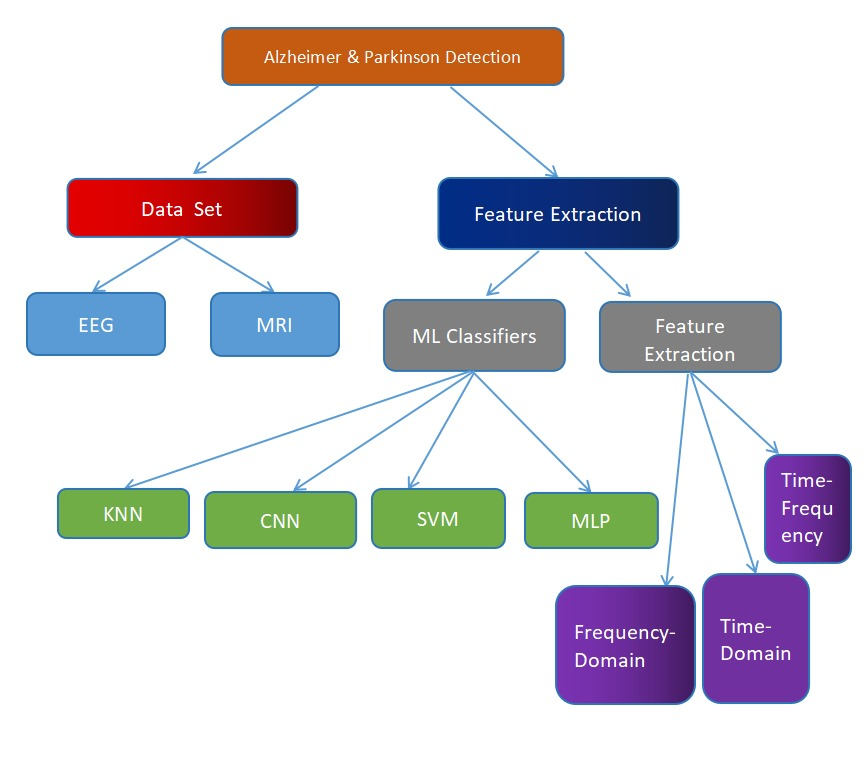 Alzheimer & Parkinson Detection
Data Set
Feature Extraction
EEG
MRI
ML Classifiers
Feature
Extraction
KNN
CNN
SVM
MLP
Time-
Frequ
ency
Frequency-
Domain
Time-
Domain